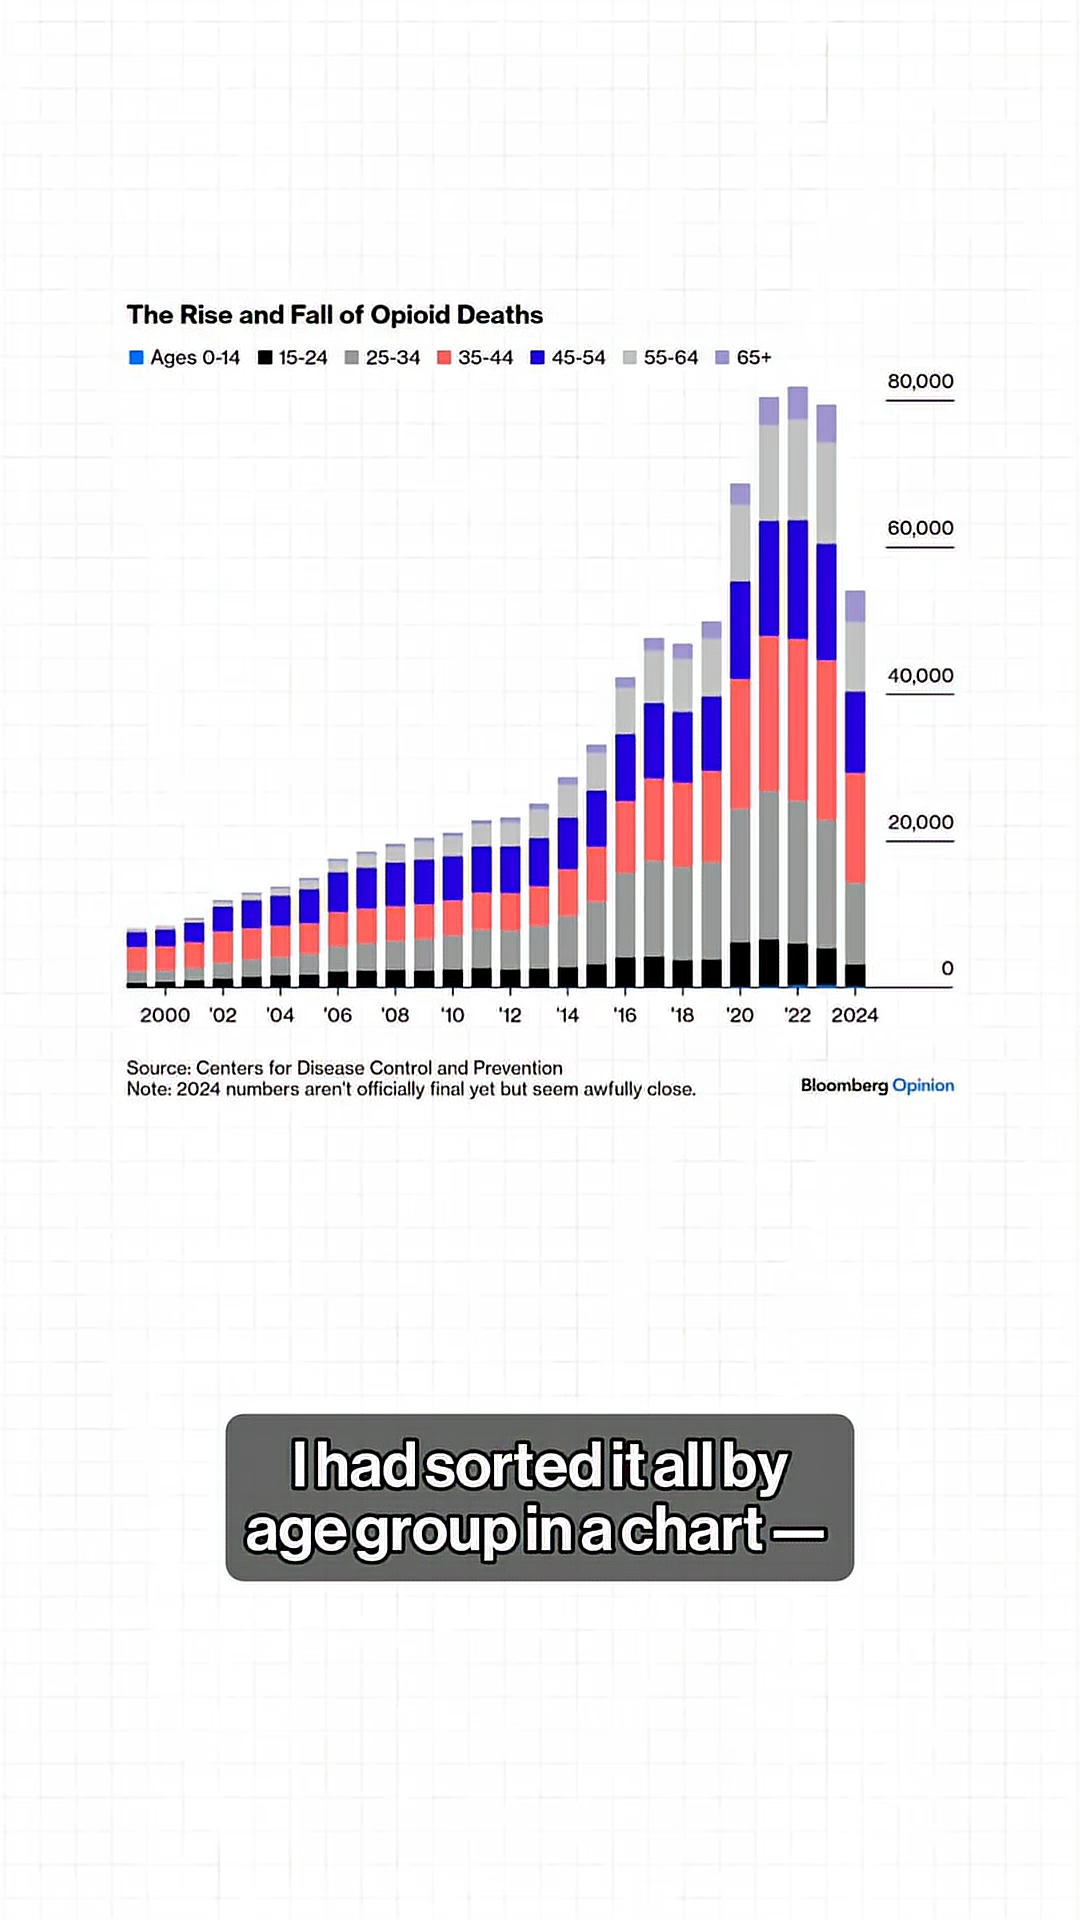 The Rise and Fall of Opioid Deaths
Ages 0-14 15-24 25-34 35-44 45-54 55-64 65+
80,000
60,000
40,000
20,000
0
2000 '02 '04 '06 '08 '10 '12 '14 '16 '18 '20 '22 2024
Source: Centers for Disease Control and Prevention
Note: 2024 numbers aren't officially final yet but seem awfully close.
Bloomberg Opinion
I had sorted it all by
age group in a chart —